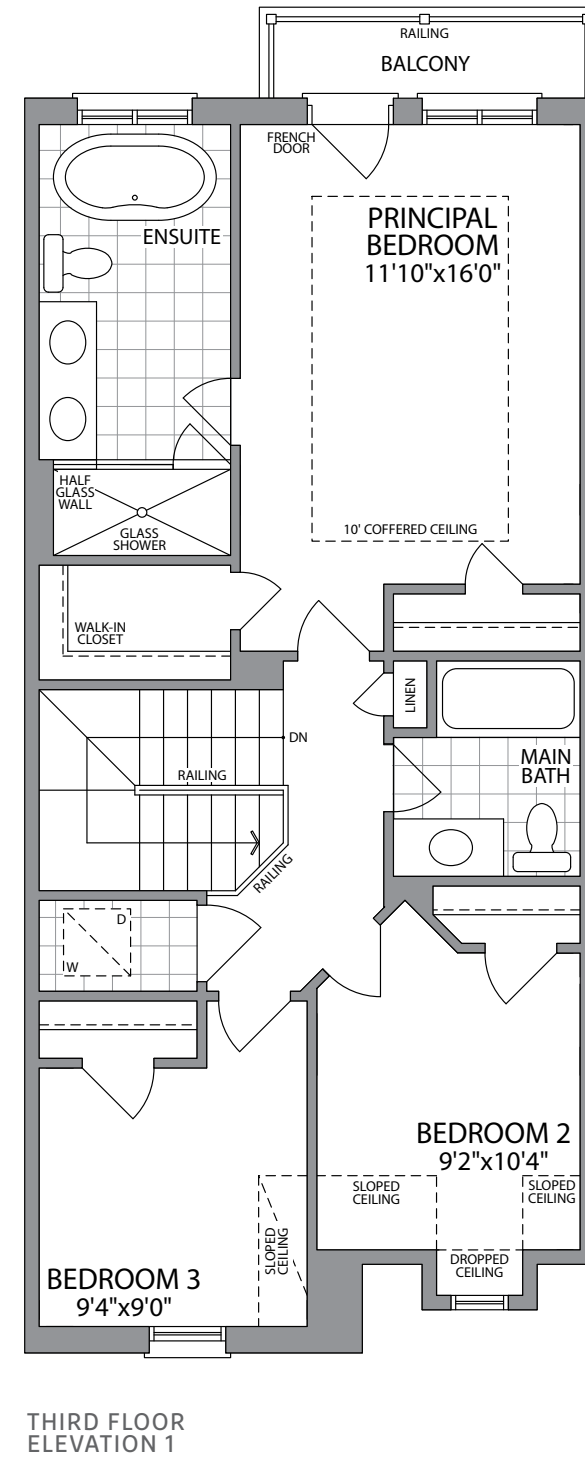 RAILING
BALCONY
FRENCH
DOOR
ENSUITE
PRINCIPAL
BEDROOM
11'10"x16'0"
HALF
GLASS
WALL
GLASS
SHOWER
10' COFFERED CEILING
WALK-IN
CLOSET
LINEN
DN
RAILING
MAIN
BATH
RAILING
D
W
BEDROOM 2
9'2"x10'4"
SLOPED
CEILING
SLOPED
CEILING
SLOPED
CEILING
DROPPED
CEILING
BEDROOM 3
9'4"x9'0"
THIRD FLOOR
ELEVATION 1